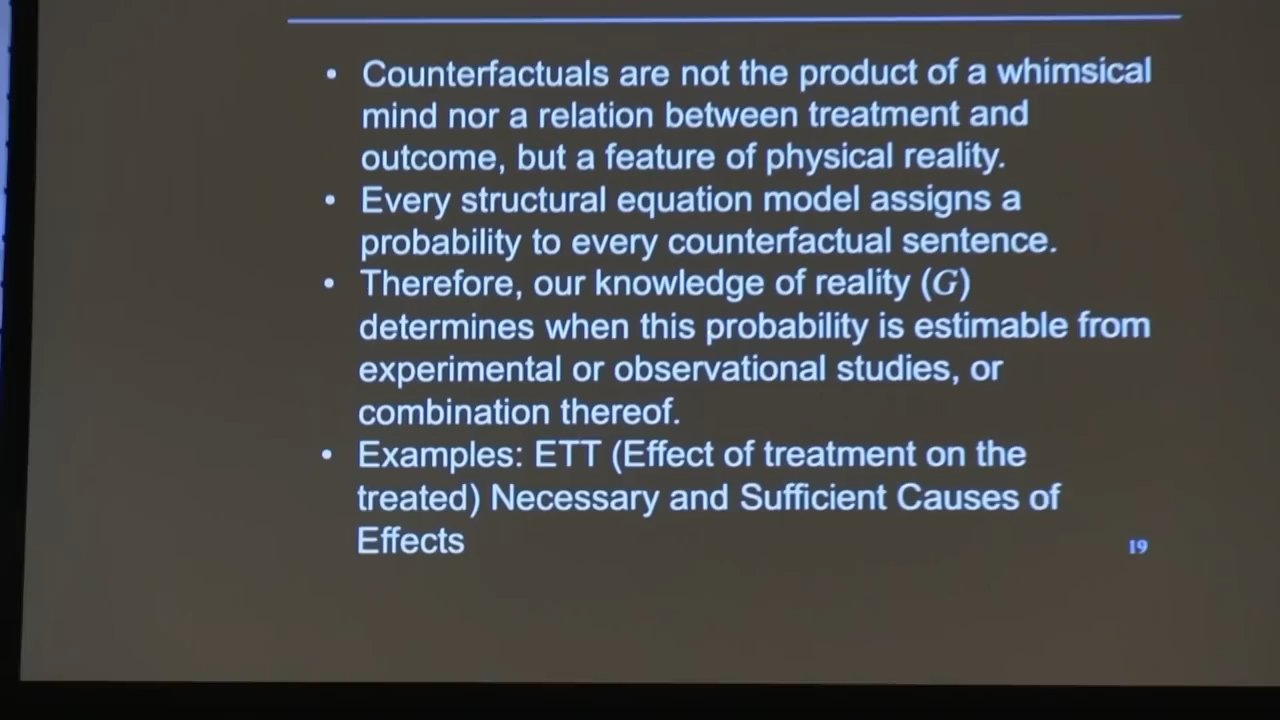 • Counterfactuals are not the product of a whimsical
mind nor a relation between treatment and
outcome, but a feature of physical reality.
• Every structural equation model assigns a
probability to every counterfactual sentence.
• Therefore, our knowledge of reality (G)
determines when this probability is estimable from
experimental or observational studies, or
combination thereof.
• Examples: ETT (Effect of treatment on the
treated) Necessary and Sufficient Causes of
Effects
19